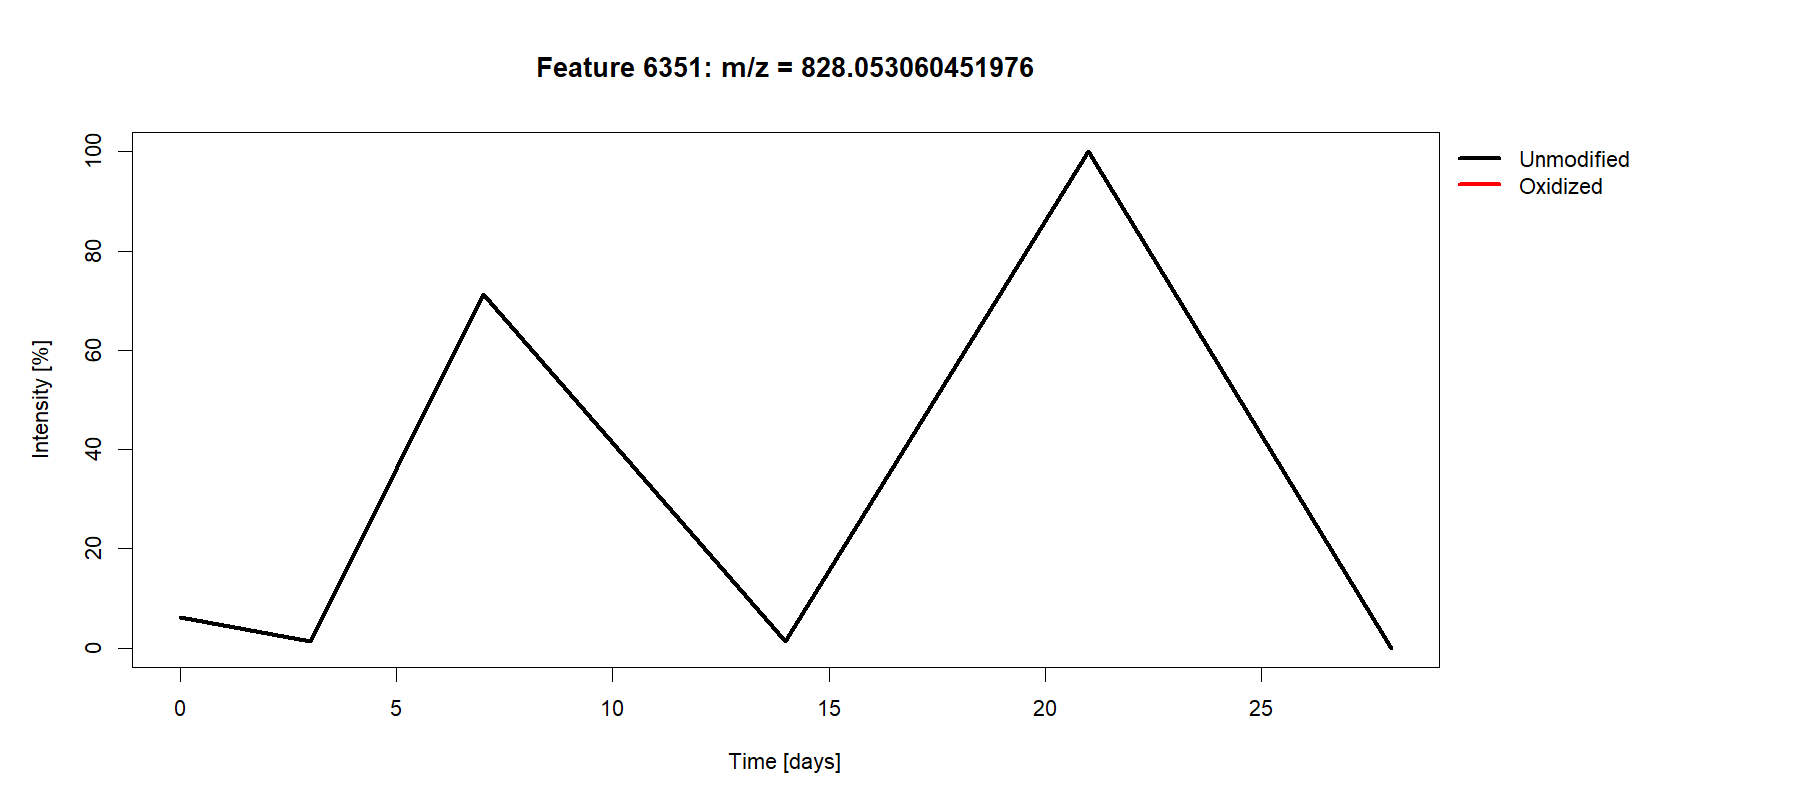 Feature 6351: m/z = 828.053060451976
Unmodified
Oxidized
Intensity [%]
100
80
60
40
20
0
0 5 10 15 20 25
Time [days]